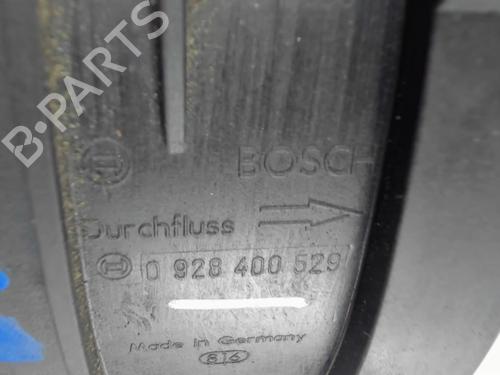 B-PARTS
BOSCH
Durchfluss
0 928 400 529
Made in Germany